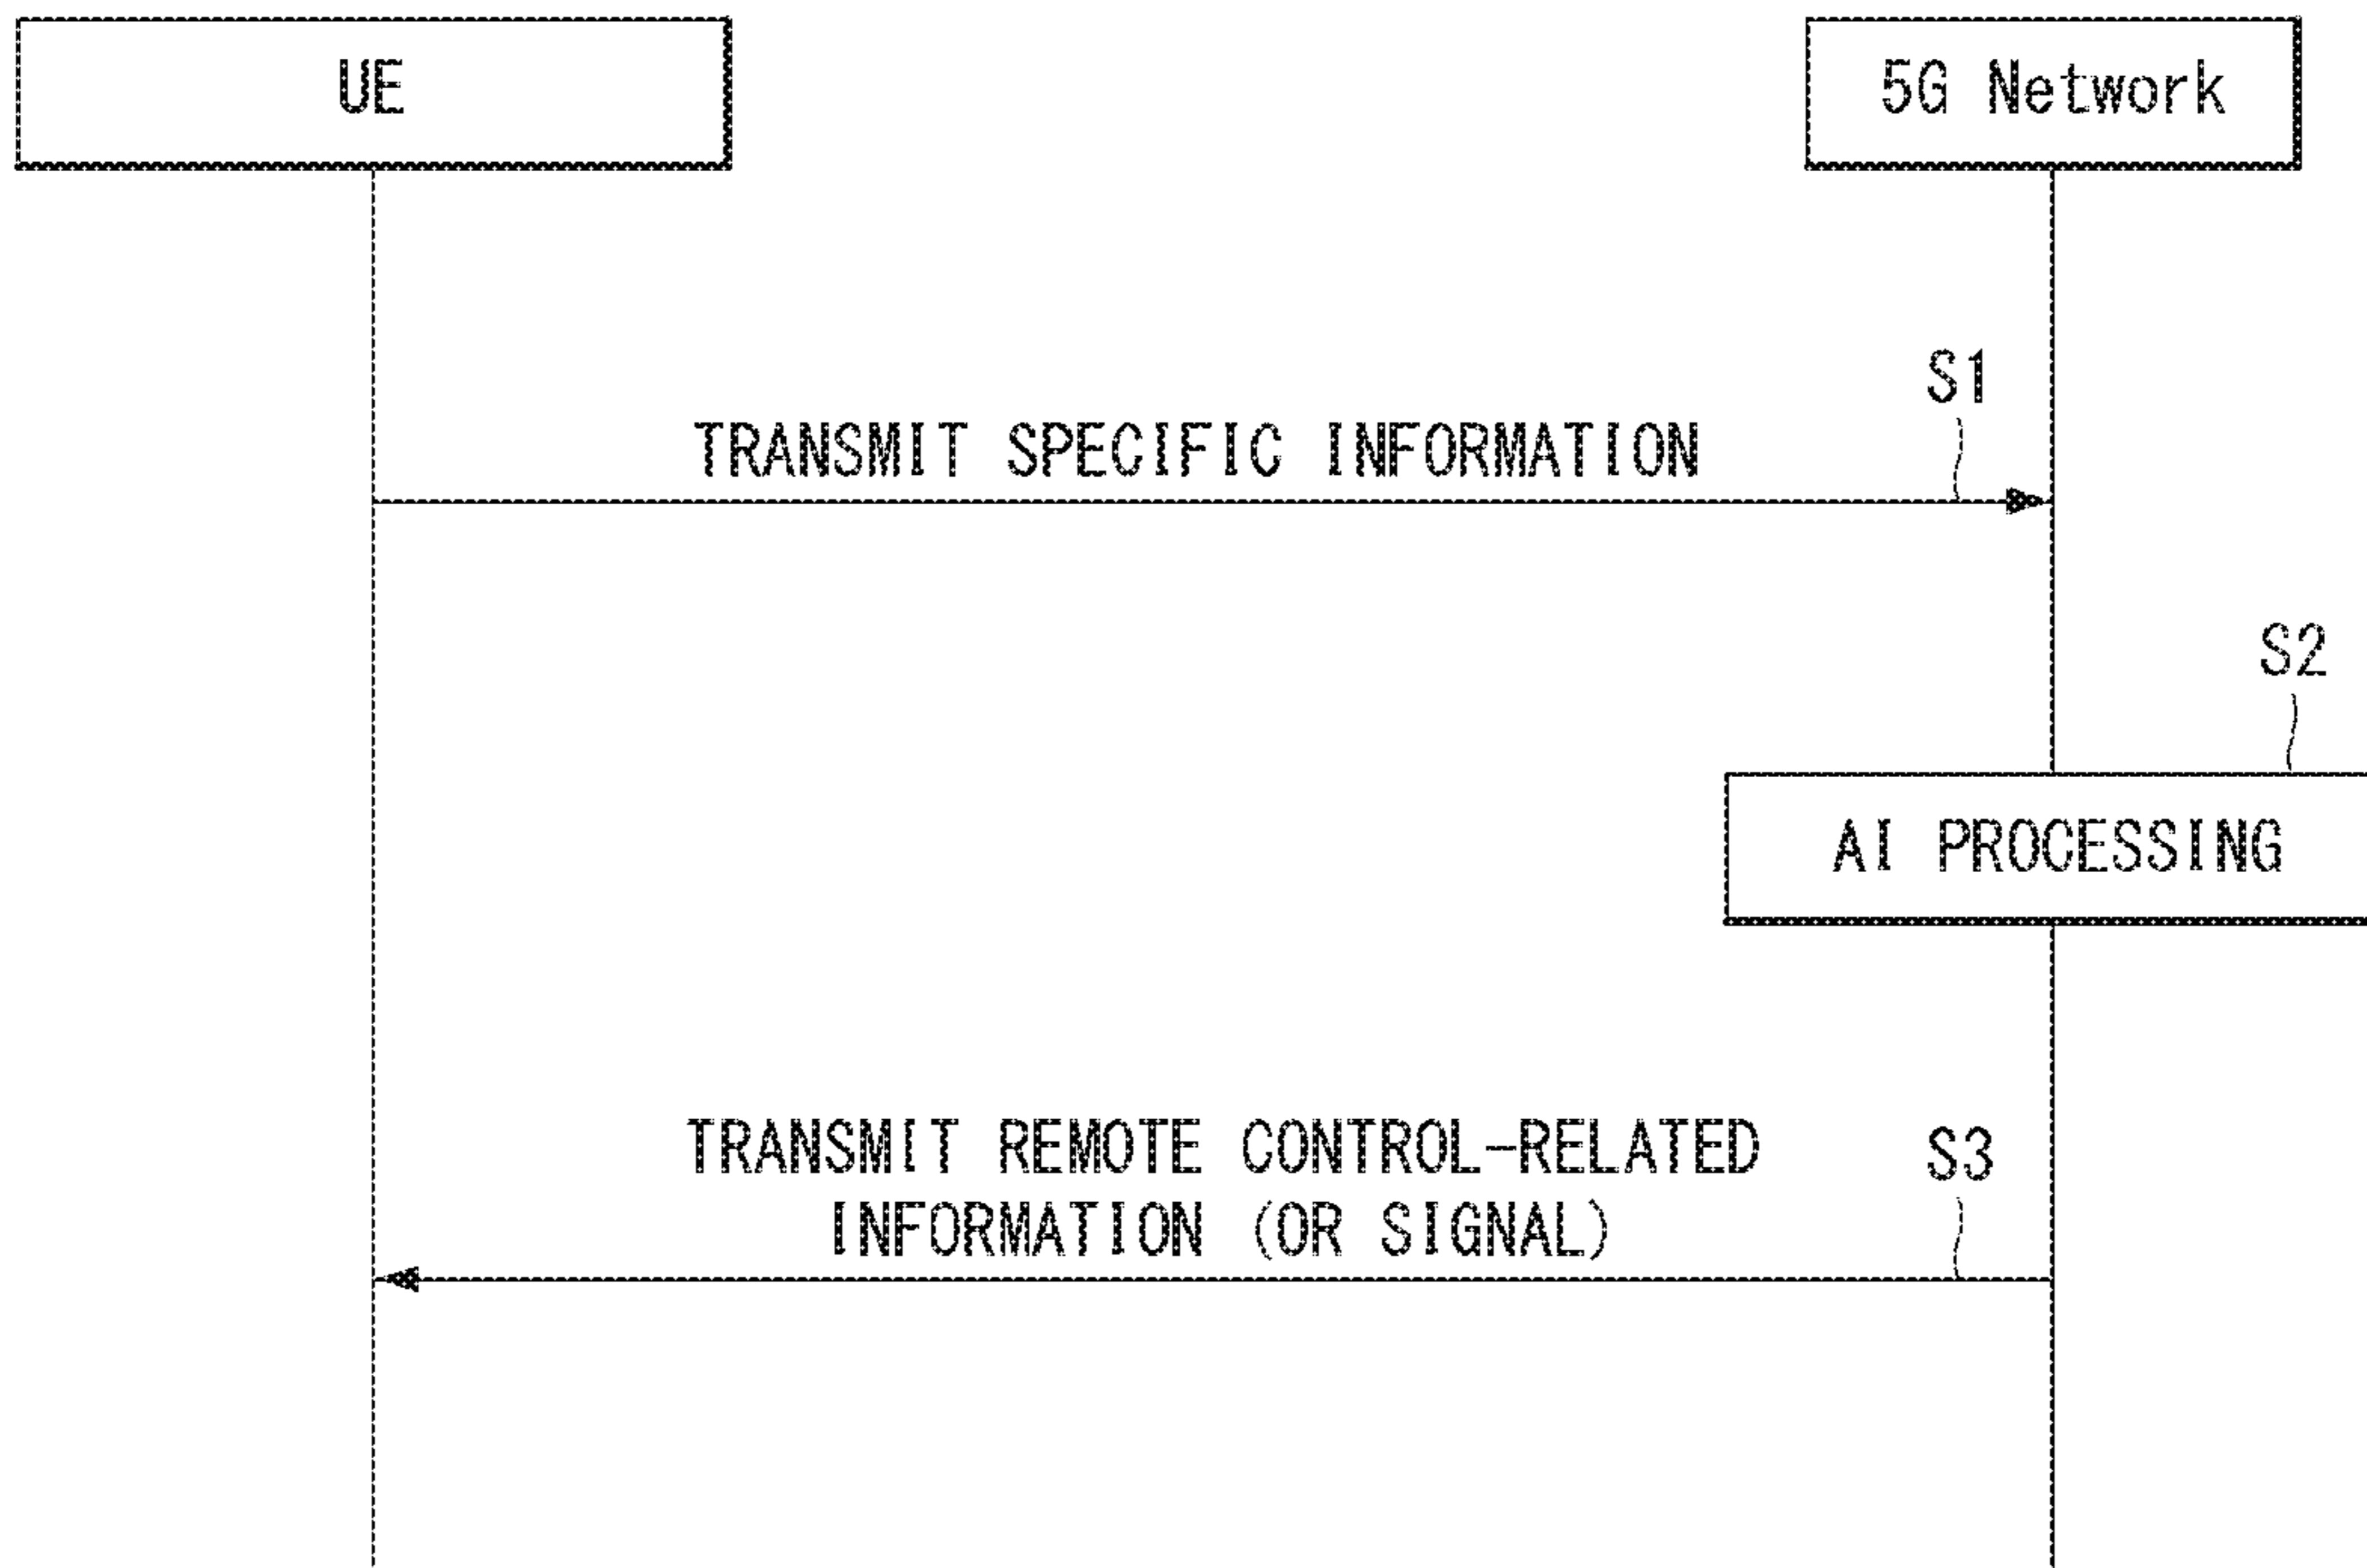 UE
5G Network
S1
TRANSMIT SPECIFIC INFORMATION
S2
AI PROCESSING
TRANSMIT REMOTE CONTROL-RELATED
S3
INFORMATION (OR SIGNAL)